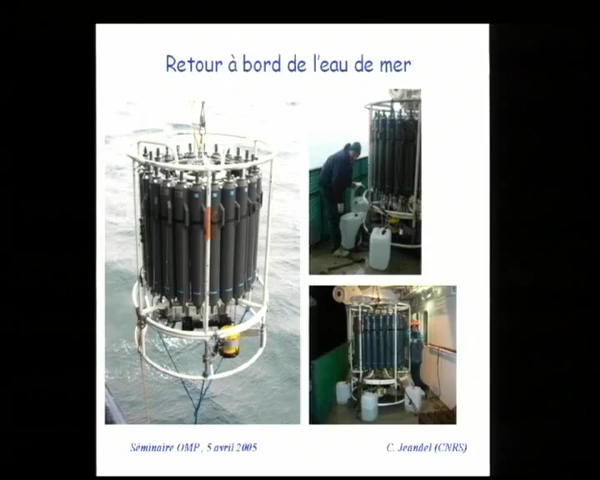 Retour à bord de l'eau de mer
Séminaire OMP, 5 avril 2005
C. Jeandel (CNRS)